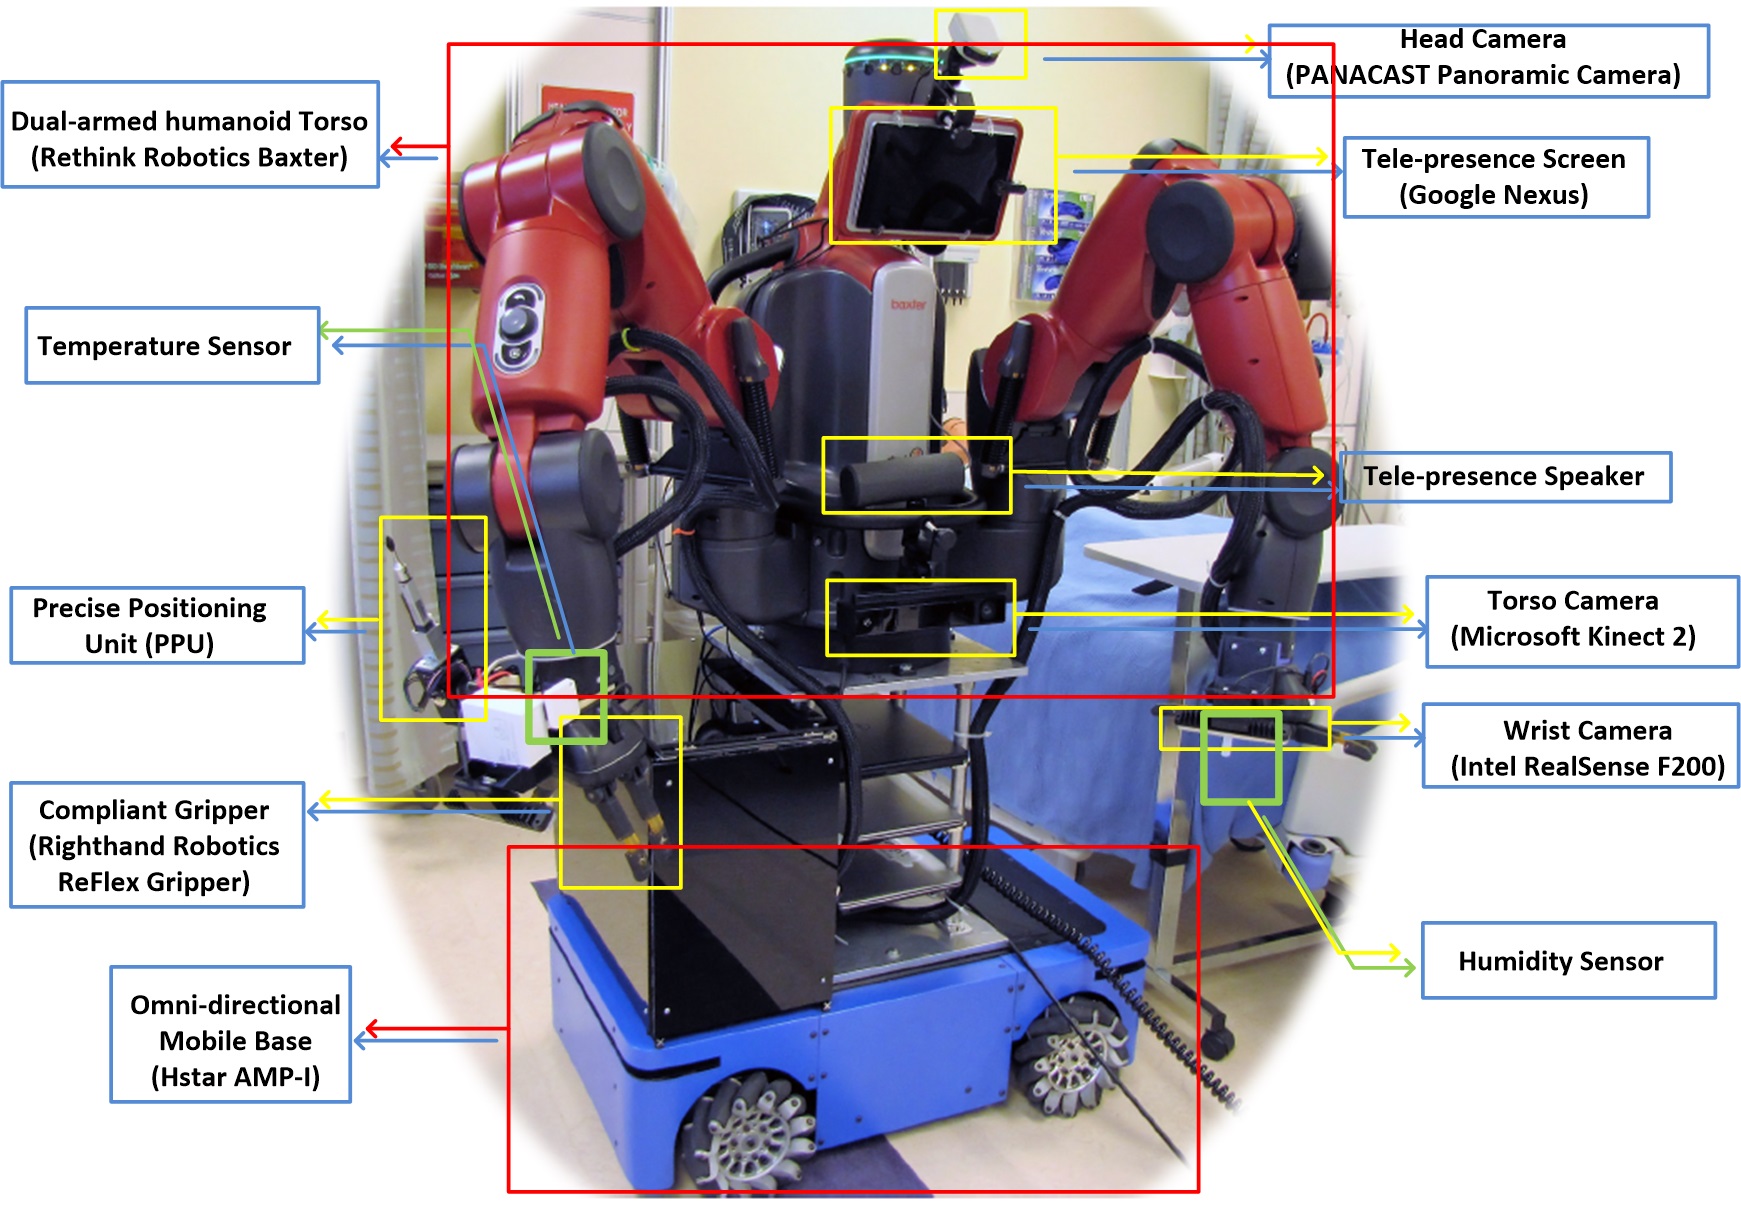 Head Camera
(PANACAST Panoramic Camera)
Dual-armed humanoid Torso
(Rethink Robotics Baxter)
Tele-presence Screen
(Google Nexus)
baxter
Temperature Sensor
Tele-presence Speaker
Precise Positioning
Unit (PPU)
Torso Camera
(Microsoft Kinect 2)
Wrist Camera
(Intel RealSense F200)
Compliant Gripper
(Righthand Robotics
ReFlex Gripper)
Humidity Sensor
Omni-directional
Mobile Base
(Hstar AMP-I)